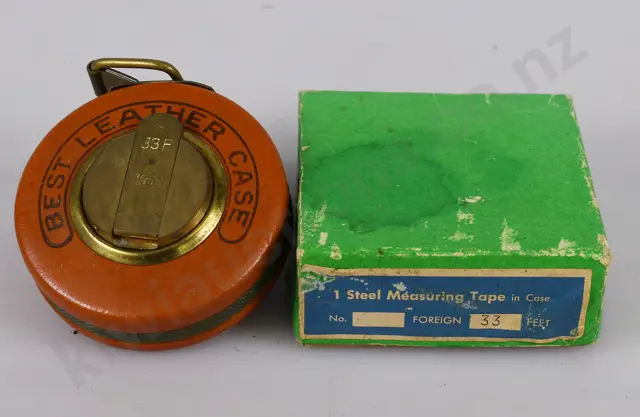 BEST LEATHER CASE
33 F
1 Steel Measuring Tape in Case
No. FOREIGN 33 FEET